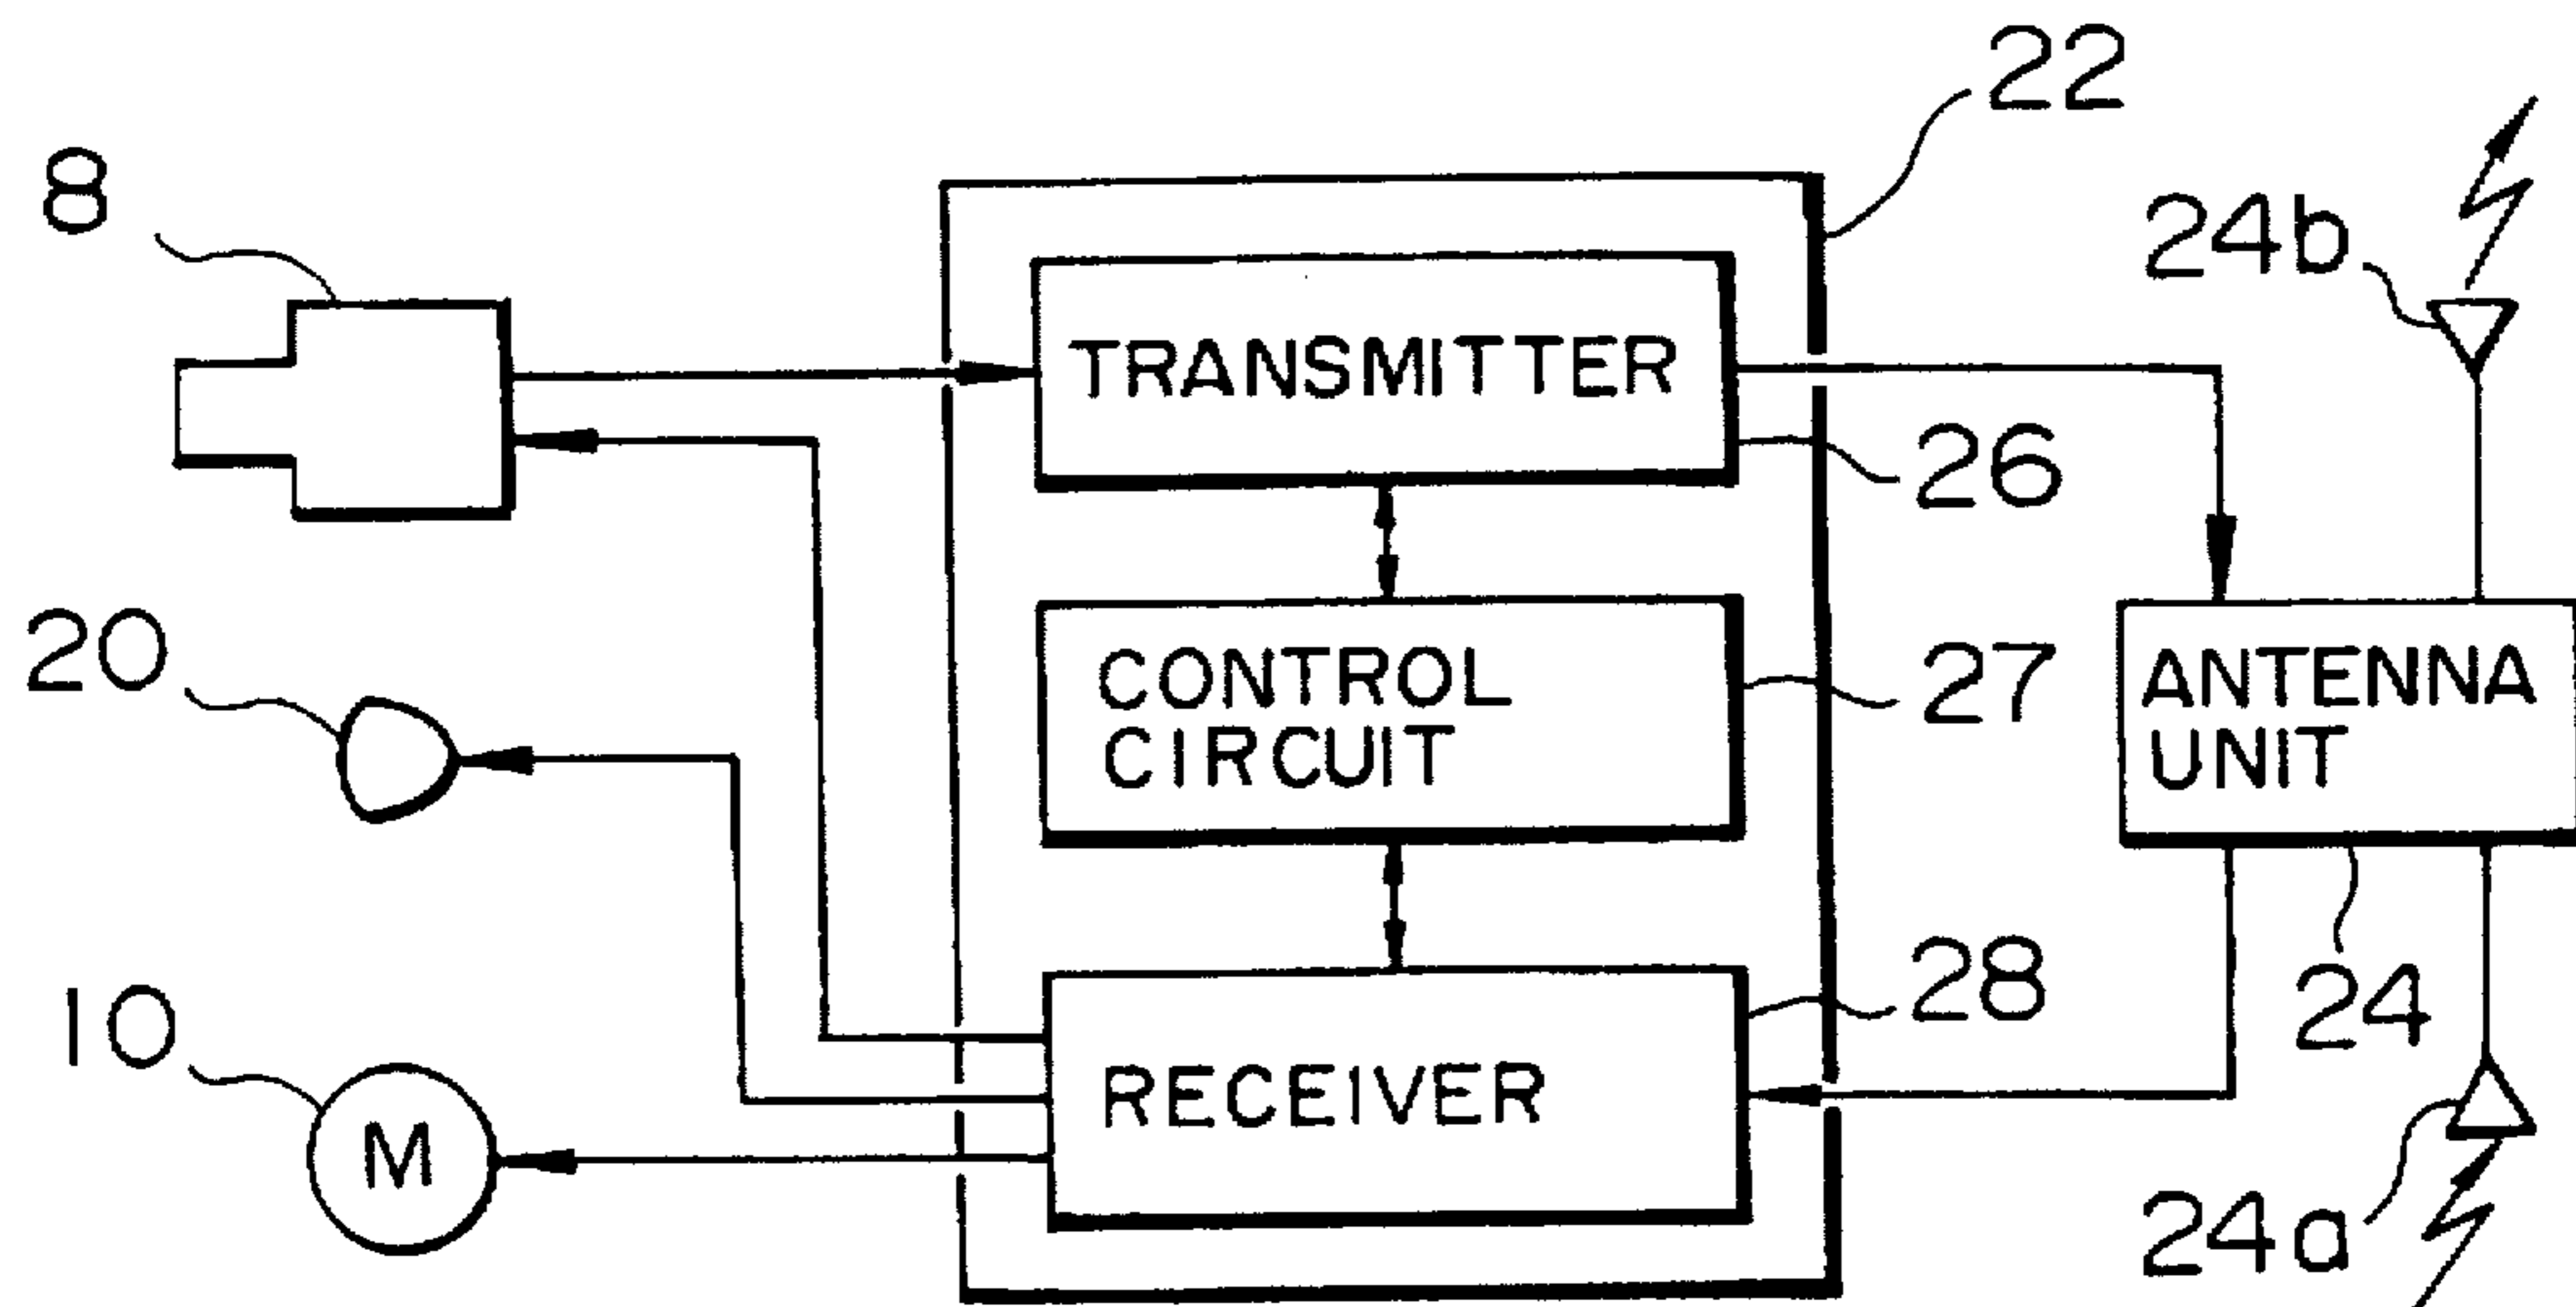 22
8
24b
TRANSMITTER
26
20
CONTROL
CIRCUIT
27
ANTENNA
UNIT
10
28
24
RECEIVER
M
24a